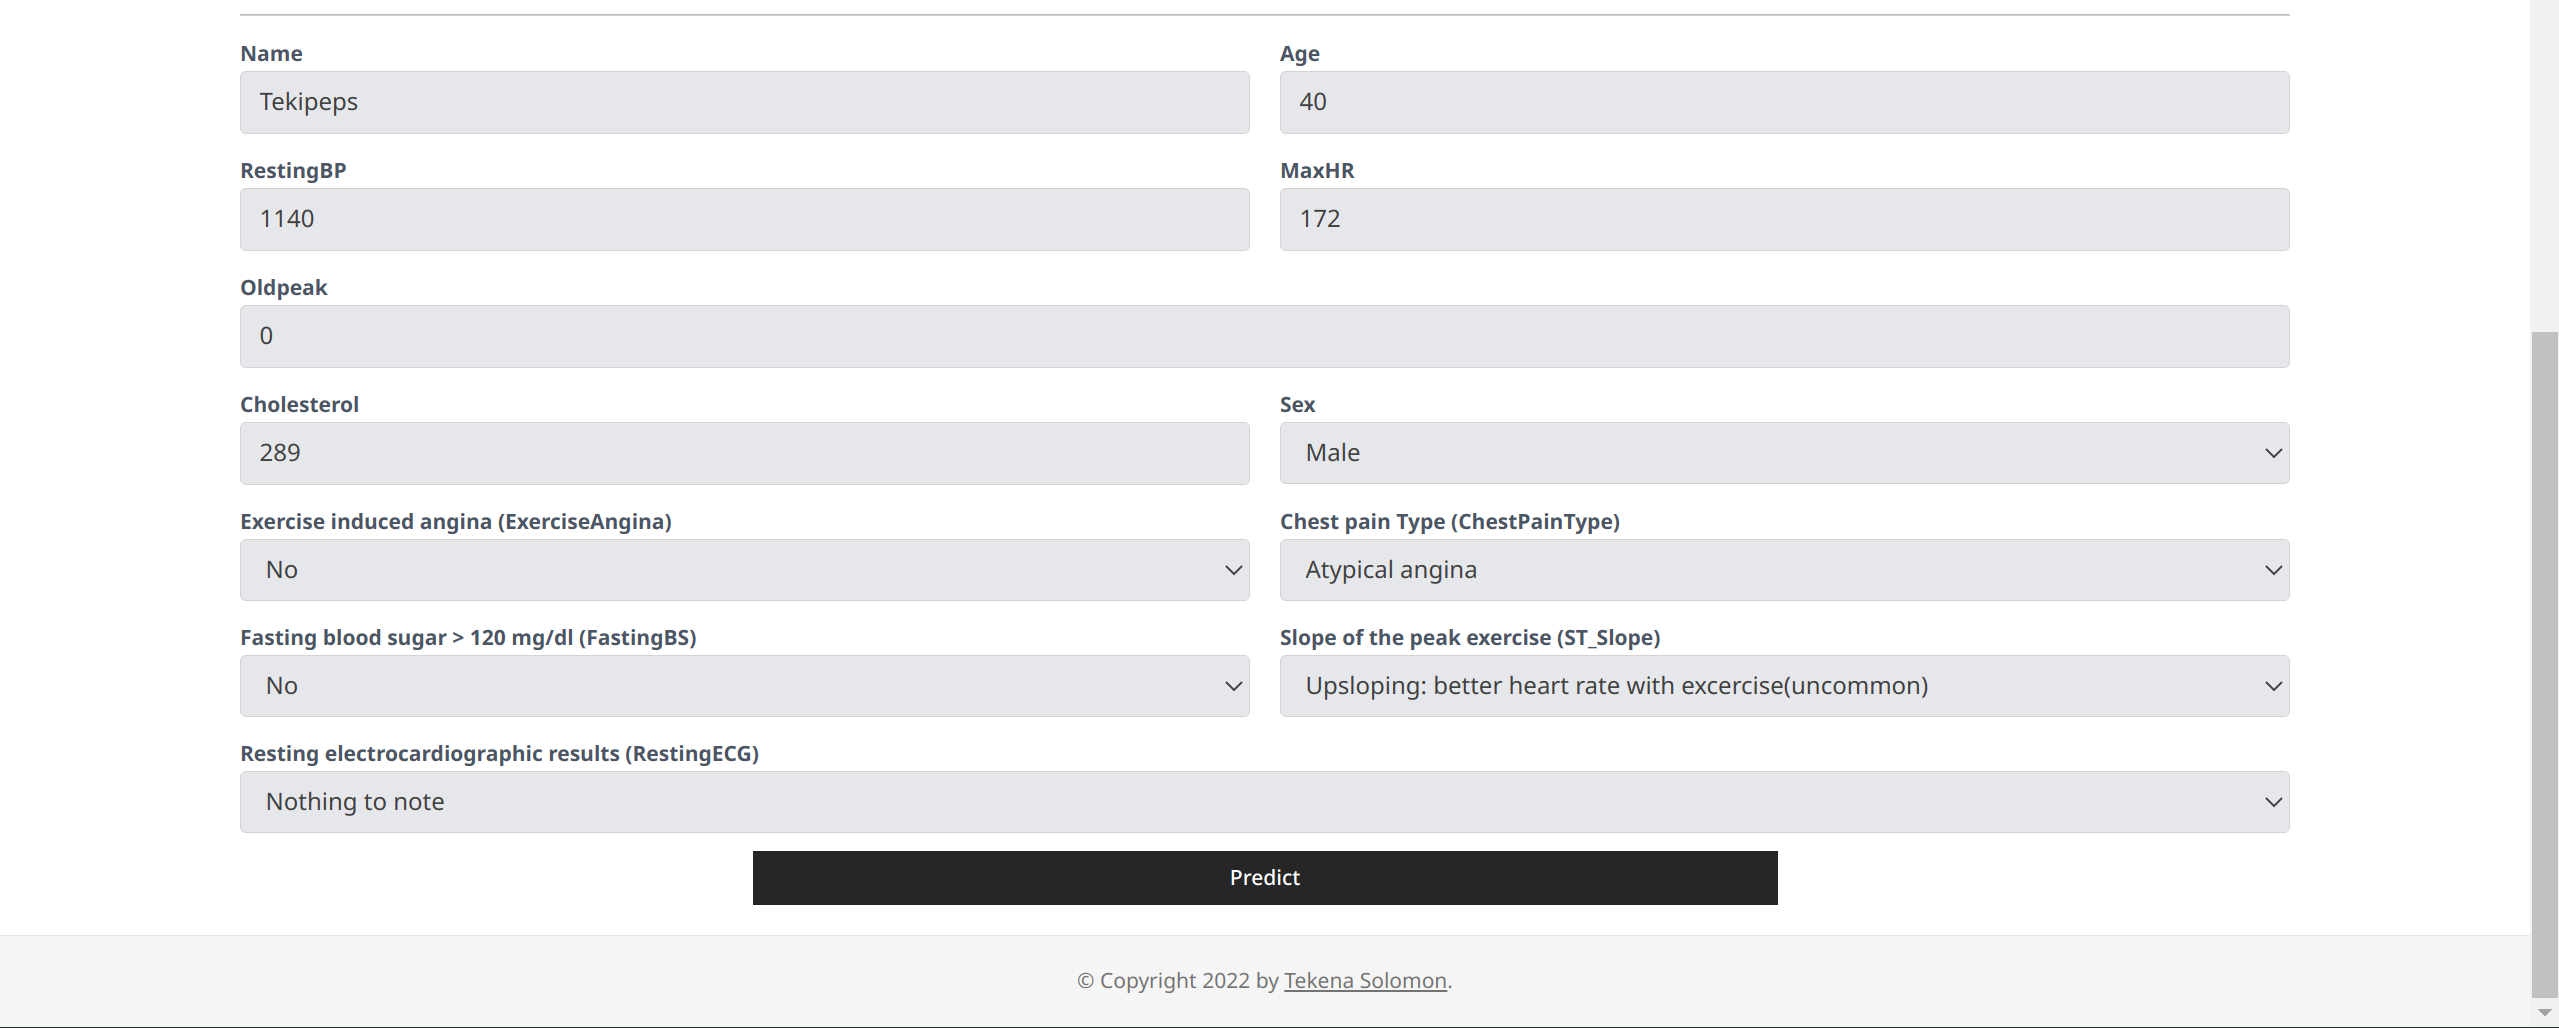 Name
Age
Tekipeps
40
RestingBP
MaxHR
1140
172
Oldpeak
0
Cholesterol
Sex
289
Male
Exercise induced angina (ExerciseAngina)
Chest pain Type (ChestPainType)
No
Atypical angina
Fasting blood sugar > 120 mg/dl (FastingBS)
Slope of the peak exercise (ST_Slope)
No
Upsloping: better heart rate with excercise(uncommon)
Resting electrocardiographic results (RestingECG)
Nothing to note
Predict
© Copyright 2022 by Tekena Solomon.